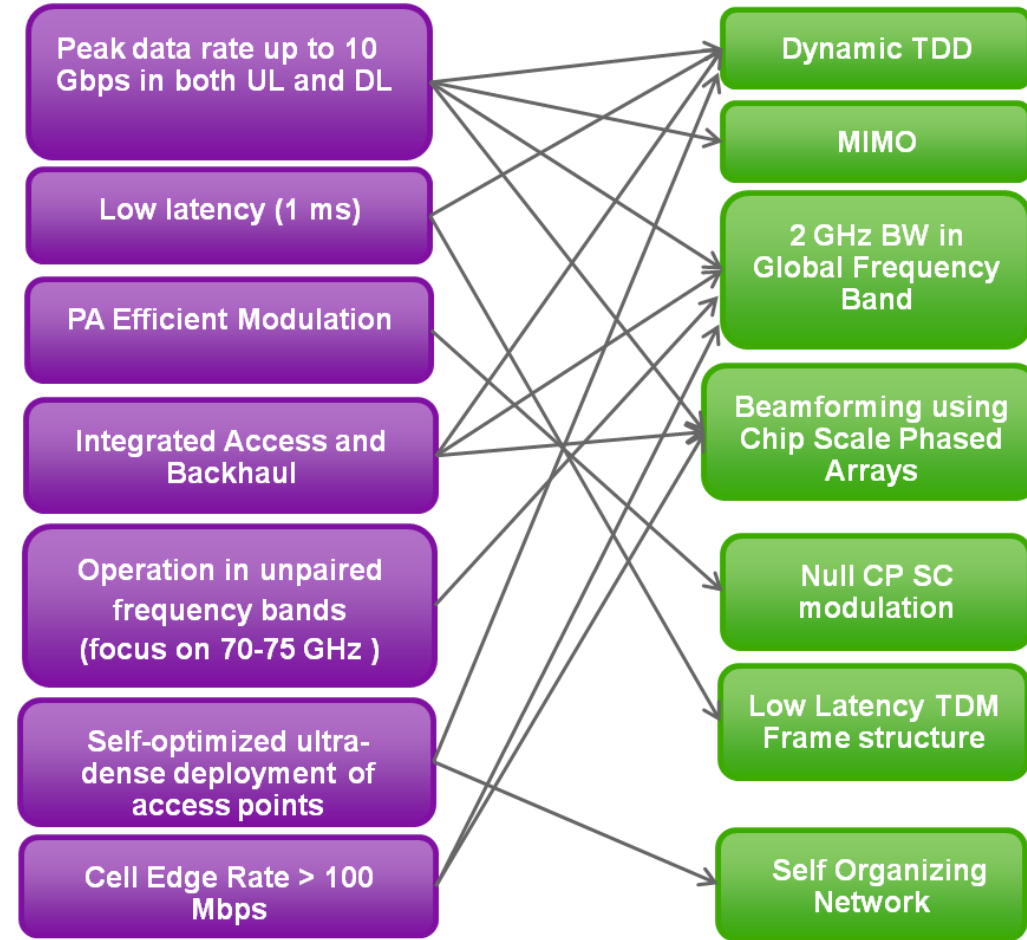 Peak data rate up to 10
Gbps in both UL and DL
Low latency (1 ms)
PA Efficient Modulation
Integrated Access and
Backhaul
Operation in unpaired
frequency bands
(focus on 70-75 GHz )
Self-optimized ultra-
dense deployment of
access points
Cell Edge Rate > 100
Mbps
Dynamic TDD
MIMO
2 GHz BW in
Global Frequency
Band
Beamforming using
Chip Scale Phased
Arrays
Null CP SC
modulation
Low Latency TDM
Frame structure
Self Organizing
Network